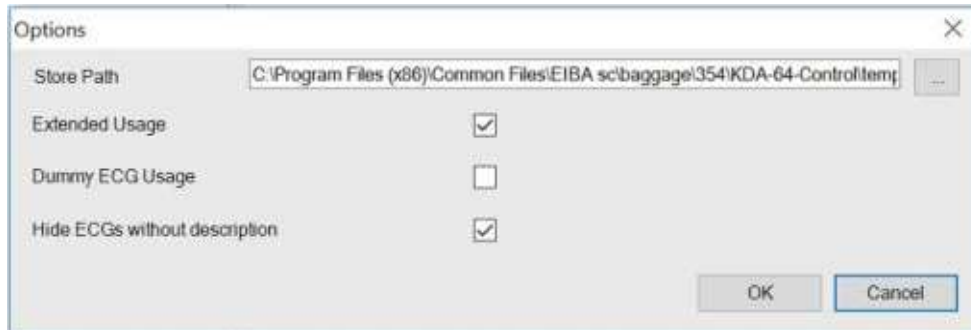 Options
Store Path C:\Program Files (x86)\Common Files\EIBA sc\baggage\354\KDA-64-Control\temp ...
Extended Usage
Dummy ECG Usage
Hide ECGs without description
OK Cancel